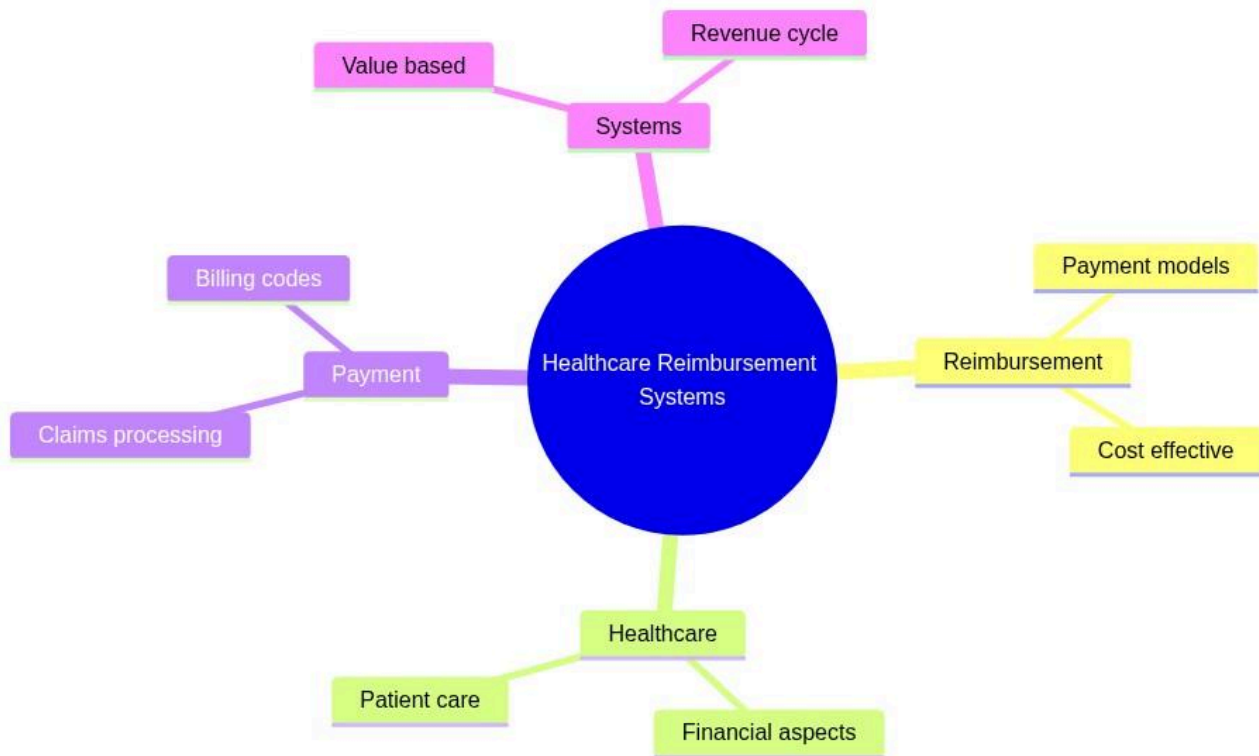 Revenue cycle
Value based
Systems
Payment models
Billing codes
Reimbursement
Healthcare Reimbursement
Systems
Payment
Claims processing
Cost effective
Healthcare
Patient care
Financial aspects